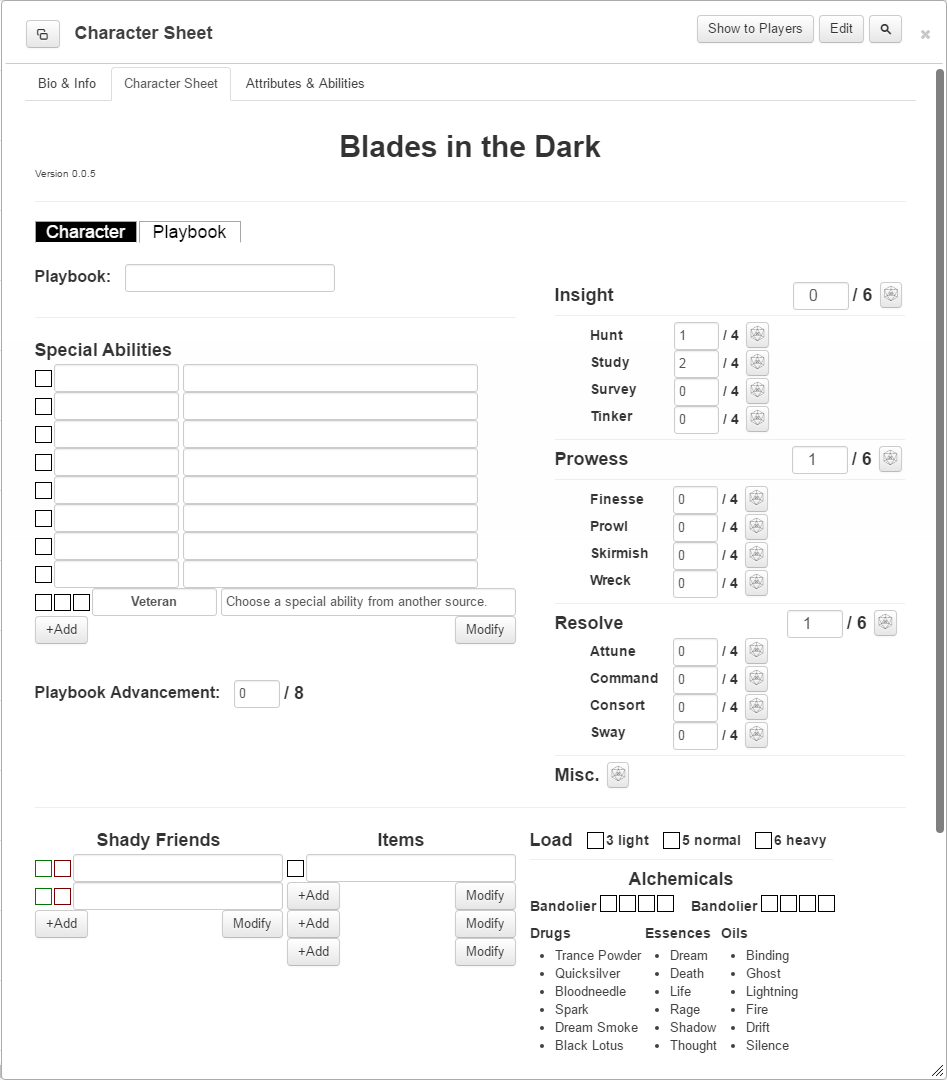 Character Sheet
Show to Players Edit
Bio & Info Character Sheet Attributes & Abilities
Blades in the Dark
Version 0.0.5
Character Playbook
Playbook:
Special Abilities
Veteran Choose a special ability from another source.
+Add Modify
Playbook Advancement: 0 / 8
Insight 0 / 6
Hunt 1 / 4
Study 2 / 4
Survey 0 / 4
Tinker 0 / 4
Prowess 1 / 6
Finesse 0 / 4
Prowl 0 / 4
Skirmish 0 / 4
Wreck 0 / 4
Resolve 1 / 6
Attune 0 / 4
Command 0 / 4
Consort 0 / 4
Sway 0 / 4
Misc.
Shady Friends
+Add Modify
Items
+Add Modify
+Add Modify
+Add Modify
Load 3 light 5 normal 6 heavy
Alchemicals
Bandolier Bandolier
Drugs
Trance Powder
Quicksilver
Bloodneedle
Spark
Dream Smoke
Black Lotus
Essences
Dream
Death
Life
Rage
Shadow
Thought
Oils
Binding
Ghost
Lightning
Fire
Drift
Silence